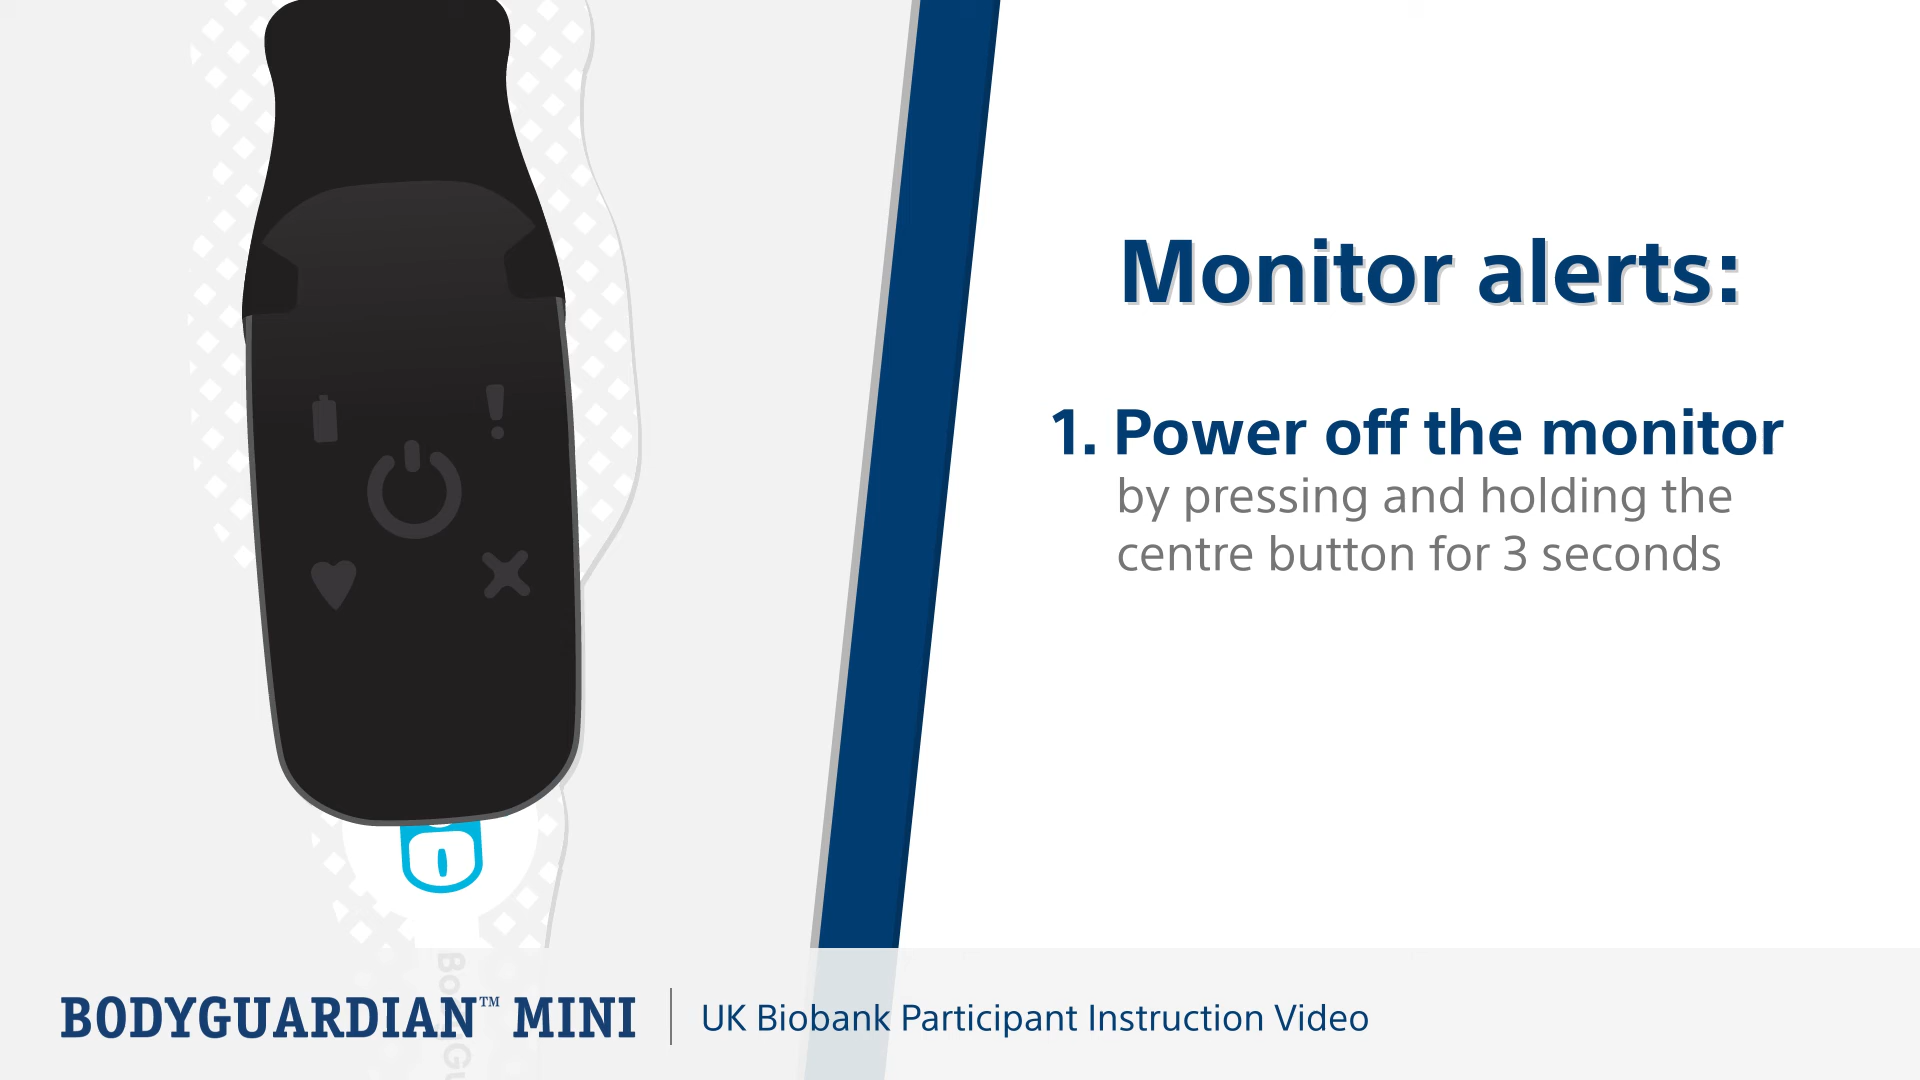 Monitor alerts:
1. Power off the monitor
by pressing and holding the
centre button for 3 seconds
BODYGUARDIAN™ MINI
UK Biobank Participant Instruction Video